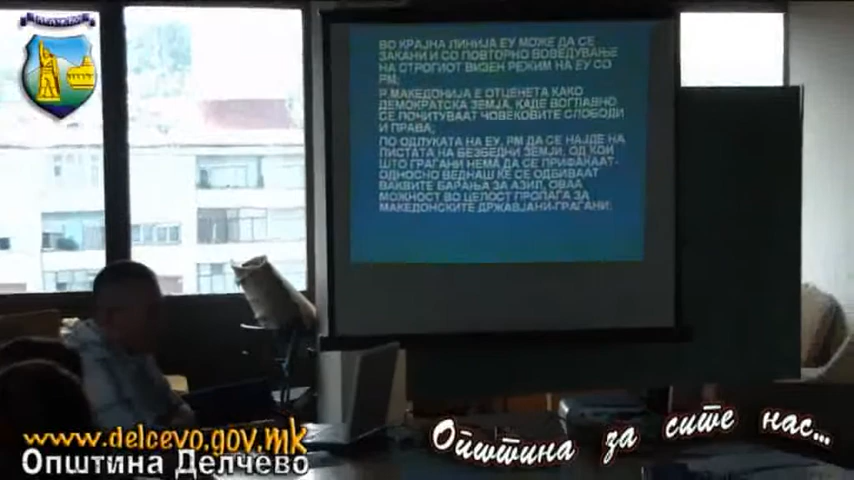 ВО КРАЈНА ЛИНИЈА ЕУ МОЖЕ ДА СЕ
ЗАКАНИ И СО ПОВТОРНО ВОВЕДУВАЊЕ
НА СТРОГИОТ ВИЗЕН РЕЖИМ НА ЕУ СО
РМ;
Р.МАКЕДОНИЈА Е ОТЦЕНЕТА КАКО
ДЕМОКРАТСКА ЗЕМЈА, КАДЕ ВОГЛАВНО
СЕ ПОЧИТУВААТ ЧОВЕКОВИТЕ СЛОБОДИ
И ПРАВА;
ПО ОДЛУКАТА НА ЕУ, РМ ДА СЕ НАЈДЕ НА
ЛИСТАТА НА БЕЗБЕДНИ ЗЕМЈИ, ОД КОИ
ШТО ГРАГАНИ НЕМА ДА СЕ ПРИФАКААТ-
ОДНОСНО ВЕДНАШ ЌЕ СЕ ОДБИВААТ
ВАКВИТЕ БАРАЊА ЗА АЗИЛ, ОВАА
МОЖНОСТ ВО ЦЕЛОСТ ПРОПАГА ЗА
МАКЕДОНСКИТЕ ДРЖАВЈАНИ-ГРАГАНИ;
www.delcevo.gov.mk
Општина Делчево
Општина за сите нас...